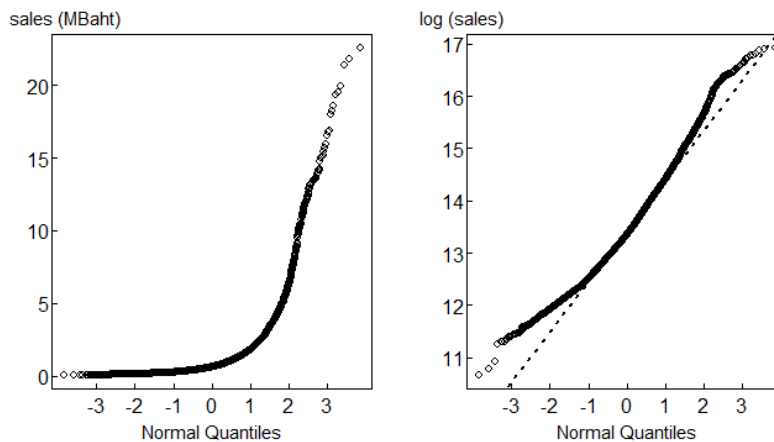 sales (MBaht)
20
15
10
5
0
-3 -2 -1 0 1 2 3
Normal Quantiles
log (sales)
17
16
15
14
13
12
11
-3 -2 -1 0 1 2 3
Normal Quantiles